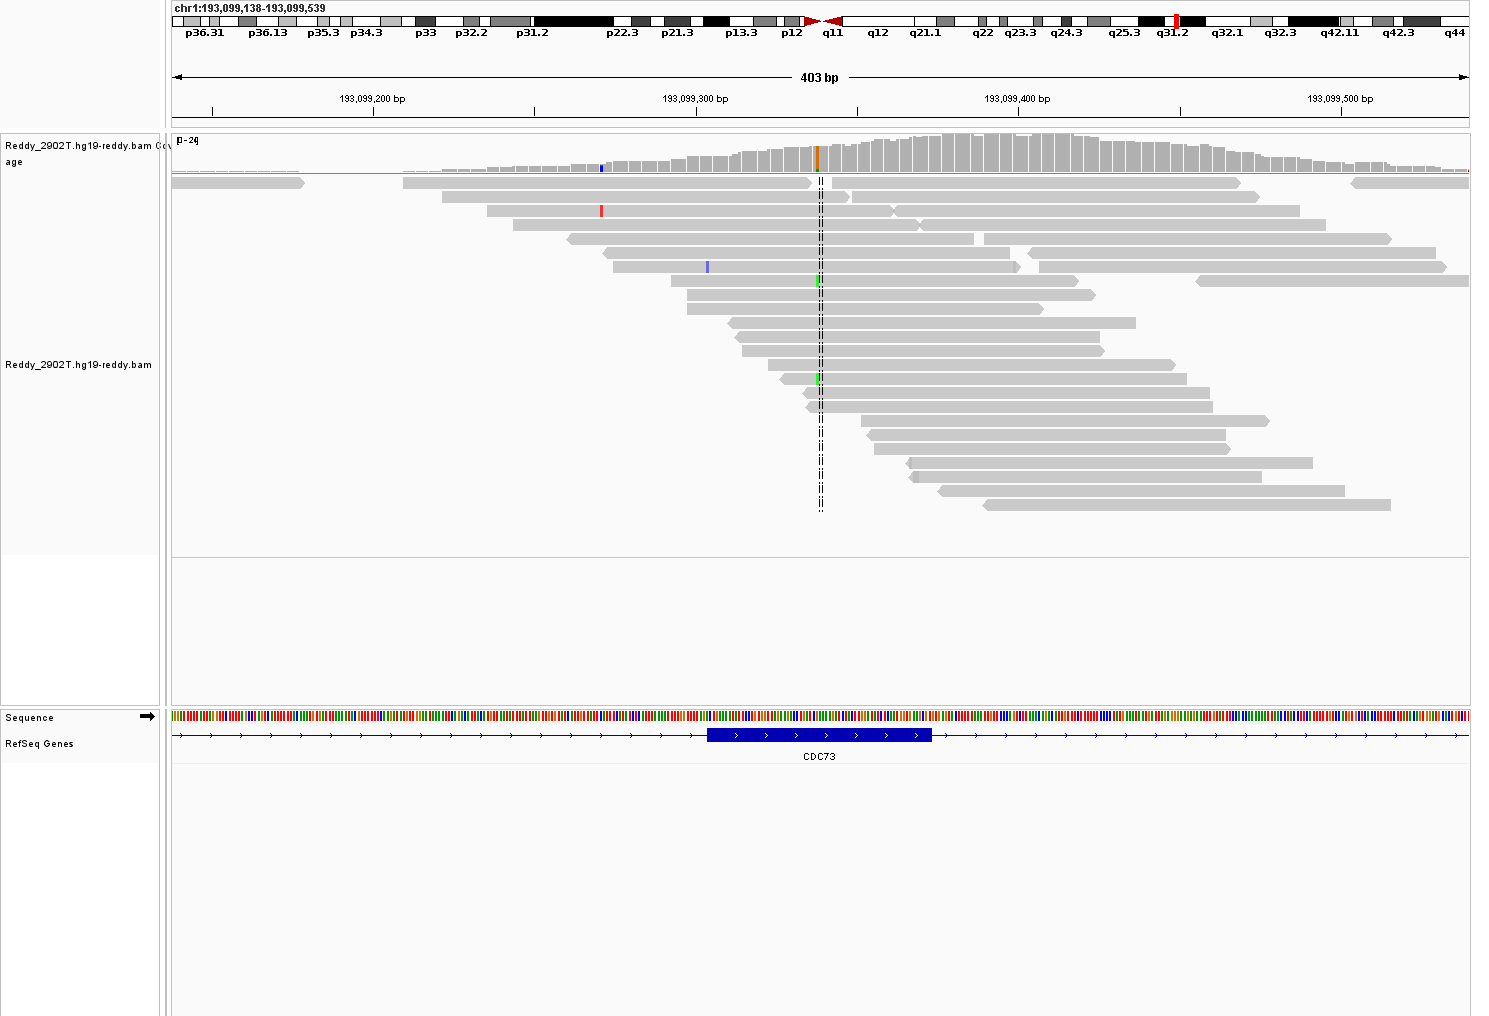 chr1:193,099,138-193,099,539
p36.31 p36.13 p35.3 p34.3 p33 p32.2 p31.2 p22.3 p21.3 p13.3 p12 q11 q12 q21.1 q22 q23.3 q24.3 q25.3 q31.2 q32.1 q32.3 q42.11 q42.3 q44
403 bp
193,099,200 bp 193,099,300 bp 193,099,400 bp 193,099,500 bp
[0-24]
Reddy_2902T.hg19-reddy.bam Cov
age
Reddy_2902T.hg19-reddy.bam
Sequence
RefSeq Genes
CDC73